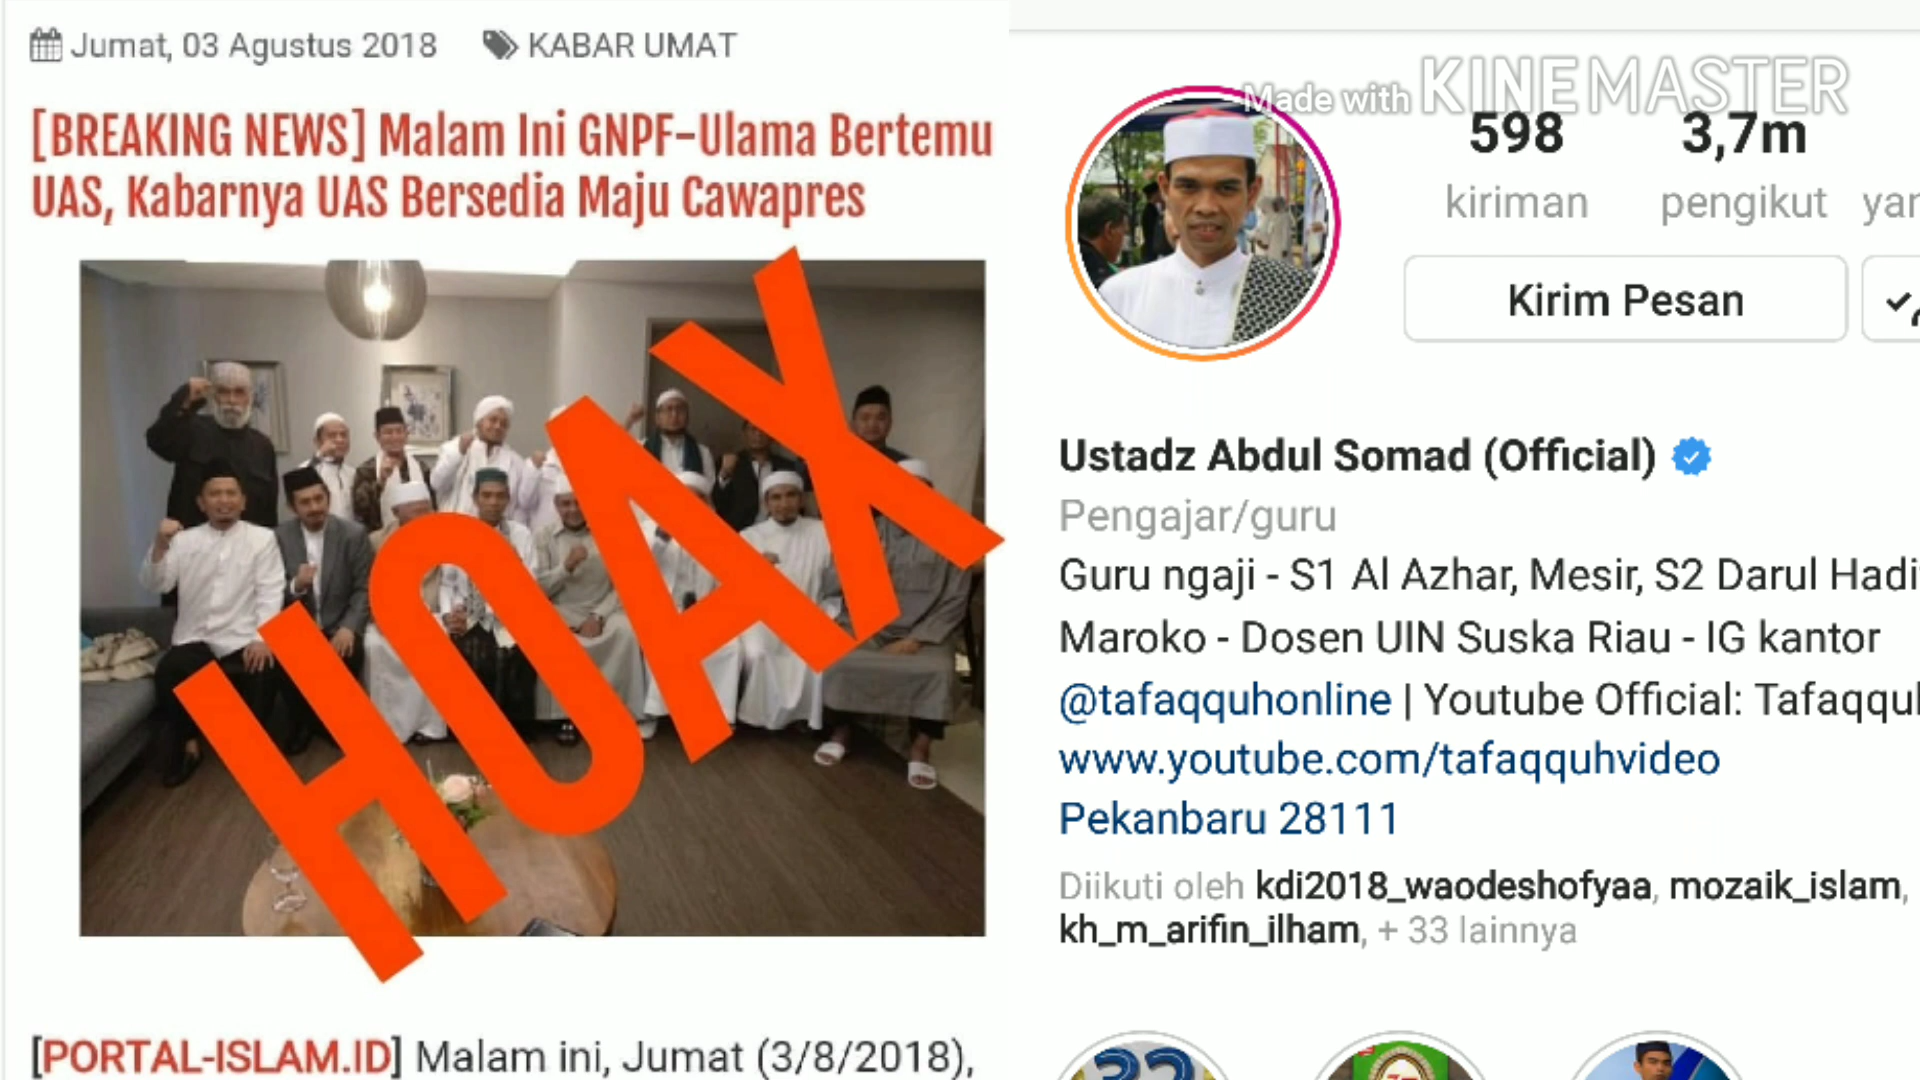 Jumat, 03 Agustus 2018 KABAR UMAT
[BREAKING NEWS] Malam Ini GNPF-Ulama Bertemu
UAS, Kabarnya UAS Bersedia Maju Cawapres
HOAX
[PORTAL-ISLAM.ID] Malam ini, Jumat (3/8/2018),
Made with KINEMASTER
598 3,7m
kiriman pengikut yan
Kirim Pesan
Ustadz Abdul Somad (Official)
Pengajar/guru
Guru ngaji - S1 Al Azhar, Mesir, S2 Darul Hadi
Maroko - Dosen UIN Suska Riau - IG kantor
@tafaqquhonline | Youtube Official: Tafaqquh
www.youtube.com/tafaqquhvideo
Pekanbaru 28111
Diikuti oleh kdi2018_waodeshofyaa, mozaik_islam,
kh_m_arifin_ilham, + 33 lainnya